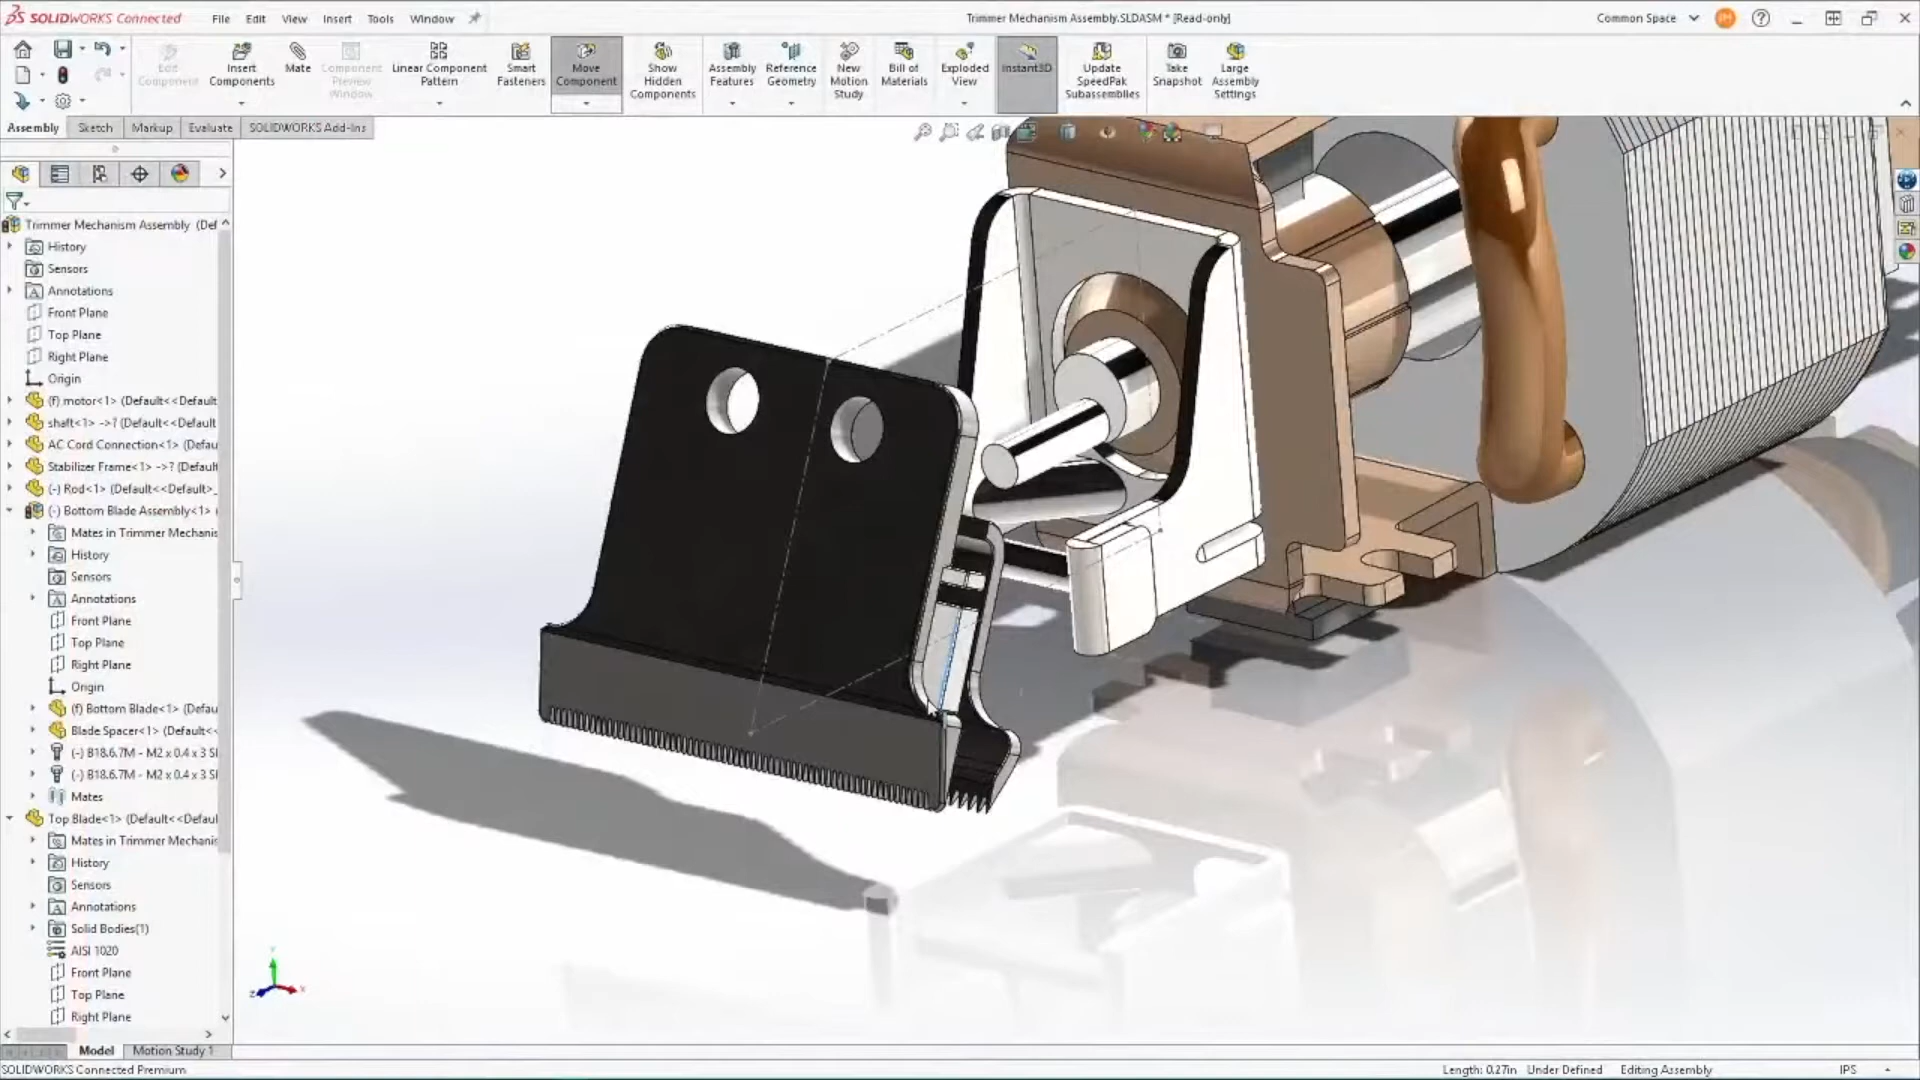 SOLIDWORKS Connected
File Edit View Insert Tools Window
Trimmer Mechanism Assembly.SLDASM * [Read-only]
Common Space
Edit Component
Insert Components
Mate
Component Preview Window
Linear Component Pattern
Smart Fasteners
Move Component
Show Hidden Components
Assembly Features
Reference Geometry
New Motion Study
Bill of Materials
Exploded View
Instant3D
Update SpeedPak Subassemblies
Take Snapshot
Large Assembly Settings
Assembly Sketch Markup Evaluate SOLIDWORKS Add-Ins
Trimmer Mechanism Assembly (Def
History
Sensors
Annotations
Front Plane
Top Plane
Right Plane
Origin
(f) motor<1> (Default<<Default
shaft<1> ->? (Default<<Default
AC Cord Connection<1> (Defau
Stabilizer Frame<1> ->? (Default
(-) Rod<1> (Default<<Default>_
(-) Bottom Blade Assembly<1>
Mates in Trimmer Mechanis
History
Sensors
Annotations
Front Plane
Top Plane
Right Plane
Origin
(f) Bottom Blade<1> (Defau
Blade Spacer<1> (Default<<
(-) B18.6.7M - M2 x 0.4 x 3 Sl
(-) B18.6.7M - M2 x 0.4 x 3 Sl
Mates
Top Blade<1> (Default<<Defaul
Mates in Trimmer Mechanis
History
Sensors
Annotations
Solid Bodies(1)
AISI 1020
Front Plane
Top Plane
Right Plane
Model Motion Study 1
SOLIDWORKS Connected Premium
Length: 0.27in Under Defined Editing Assembly IPS